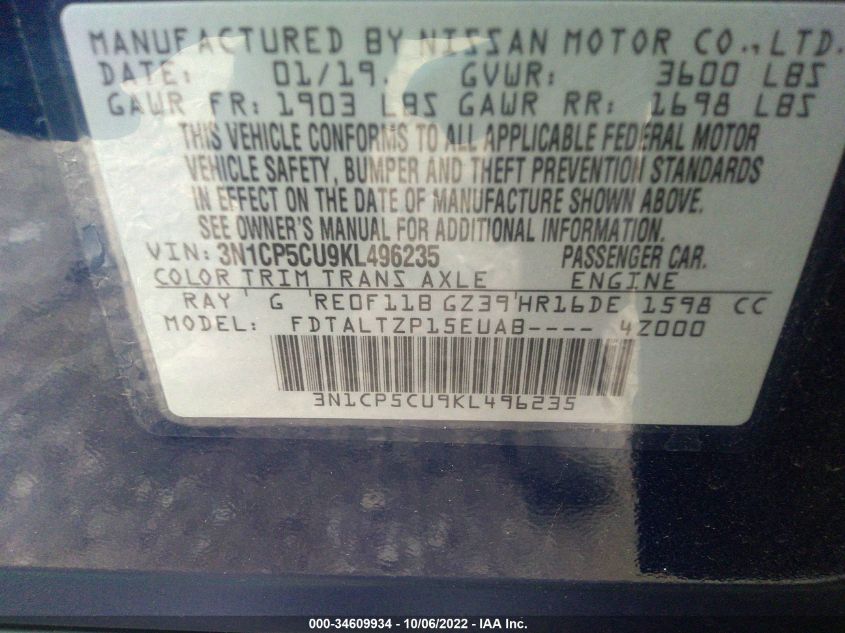 MANUFACTURED BY NISSAN MOTOR CO., LTD.
DATE: 01/19. GVWR: 3600 LBS
GAWR FR: 1903 LBS GAWR RR: 1698 LBS
THIS VEHICLE CONFORMS TO ALL APPLICABLE FEDERAL MOTOR
VEHICLE SAFETY, BUMPER AND THEFT PREVENTION STANDARDS
IN EFFECT ON THE DATE OF MANUFACTURE SHOWN ABOVE.
SEE OWNER'S MANUAL FOR ADDITIONAL INFORMATION.
VIN: 3N1CP5CU9KL496235 PASSENGER CAR.
COLOR TRIM TRANS AXLE ENGINE
RAY G RE0F11B GZ39 HR16DE 1598 CC
MODEL: FDTALTZP15EUAB---- 4Z000
3N1CP5CU9KL496235
000-34609934 - 10/06/2022 - IAA Inc.